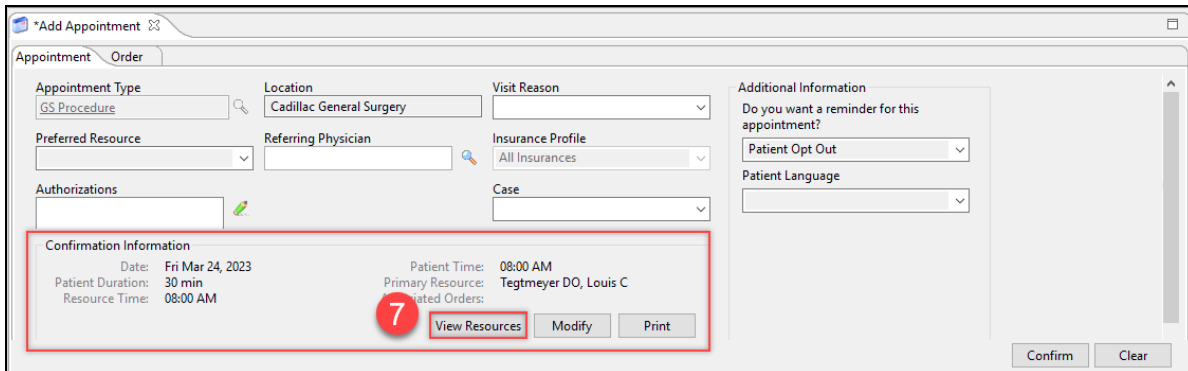 *Add Appointment
Appointment Order
Appointment Type Location Visit Reason Additional Information
GS Procedure Cadillac General Surgery Do you want a reminder for this
appointment?
Preferred Resource Referring Physician Insurance Profile
All Insurances Patient Opt Out
Patient Language
Authorizations Case
Confirmation Information
Date: Fri Mar 24, 2023 Patient Time: 08:00 AM
Patient Duration: 30 min Primary Resource: Tegtmeyer DO, Louis C
Resource Time: 08:00 AM Orders:
7
View Resources Modify Print
Confirm Clear